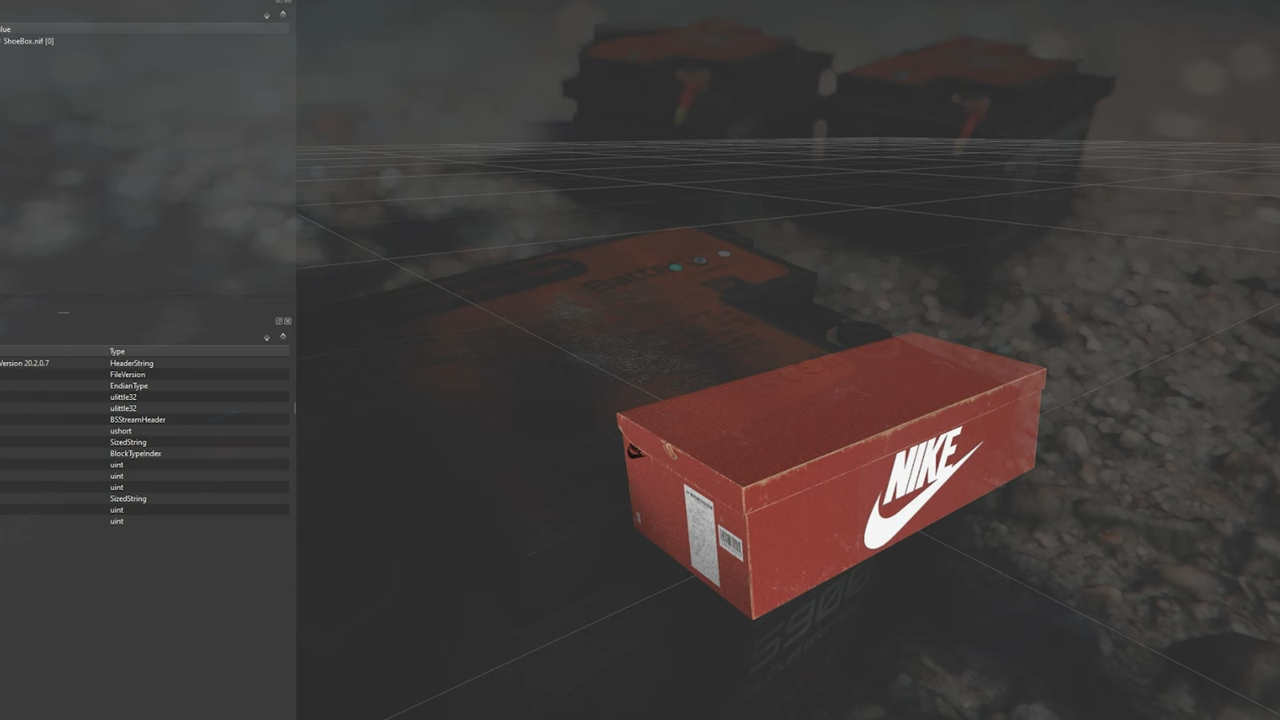 lue
ShoeBox.nif [0]
Type
Version 20.2.0.7 HeaderString
FileVersion
EndianType
ulittle32
ulittle32
BSStreamHeader
ushort
SizedString
BlockTypeIndex
uint
uint
uint
SizedString
uint
uint
NIKE
S900